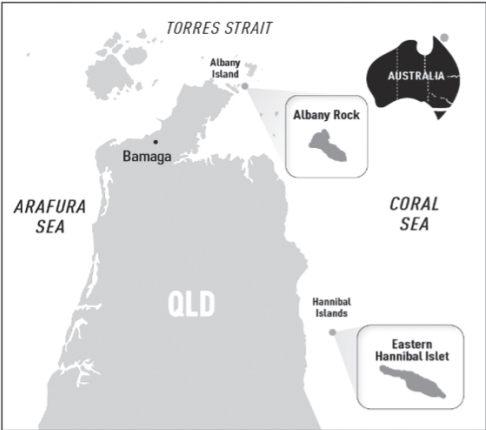 TORRES STRAIT
Albany
Island
AUSTRALIA
Albany Rock
Bamaga
ARAFURA
SEA
CORAL
SEA
QLD
Hannibal
Islands
Eastern
Hannibal Islet